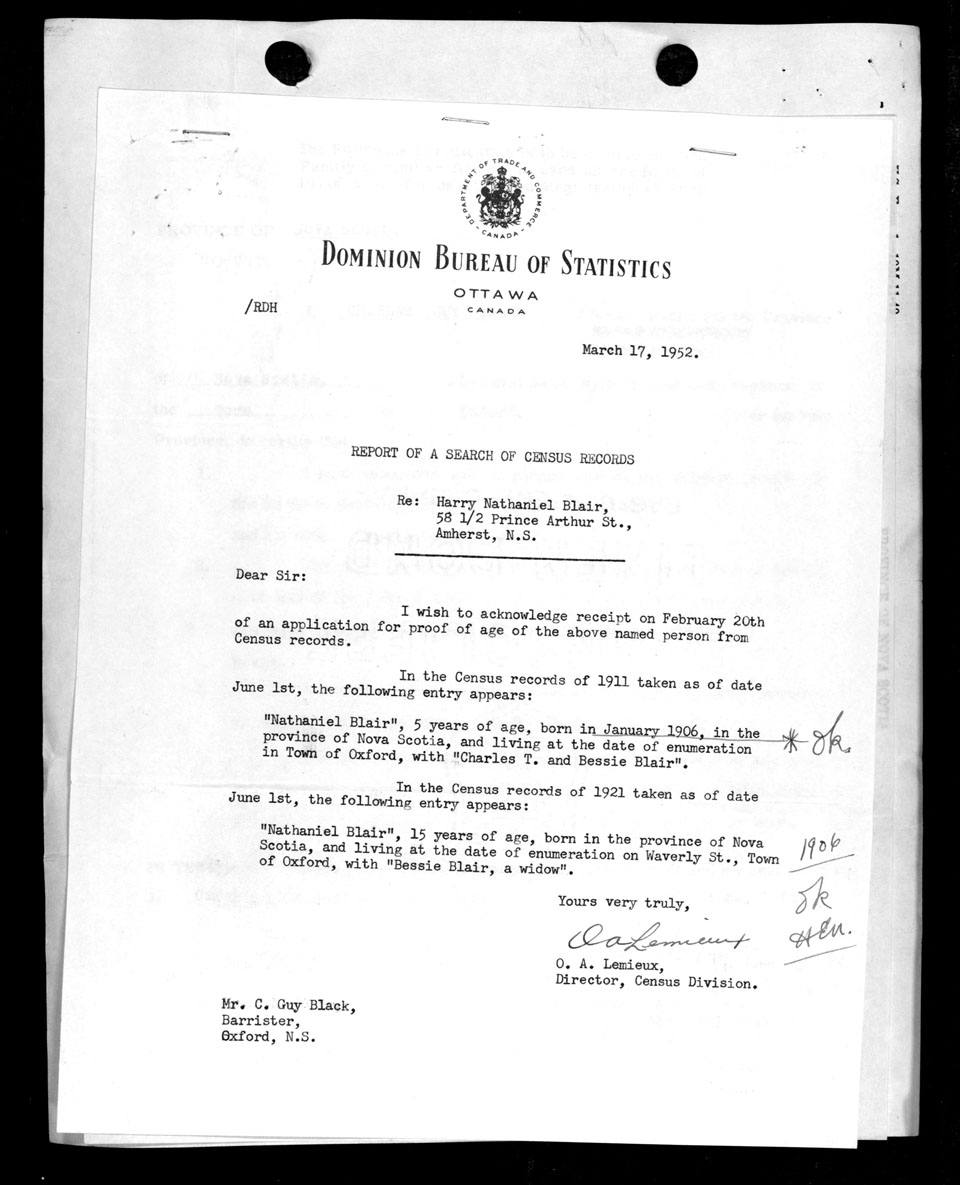 DEPARTMENT OF TRADE AND COMMERCE
- CANADA -
DOMINION BUREAU OF STATISTICS
OTTAWA
CANADA
/RDH
March 17, 1952.
REPORT OF A SEARCH OF CENSUS RECORDS
Re: Harry Nathaniel Blair,
58 1/2 Prince Arthur St.,
Amherst, N.S.
Dear Sir:
I wish to acknowledge receipt on February 20th
of an application for proof of age of the above named person from
Census records.
In the Census records of 1911 taken as of date
June 1st, the following entry appears:
"Nathaniel Blair", 5 years of age, born in January 1906, in the
province of Nova Scotia, and living at the date of enumeration
in Town of Oxford, with "Charles T. and Bessie Blair".
* ok.
In the Census records of 1921 taken as of date
June 1st, the following entry appears:
"Nathaniel Blair", 15 years of age, born in the province of Nova
Scotia, and living at the date of enumeration on Waverly St., Town
of Oxford, with "Bessie Blair, a widow".
1906
ok
Yours very truly,
O A Lemieux
O. A. Lemieux,
Director, Census Division.
Mr. C. Guy Black,
Barrister,
Oxford, N.S.